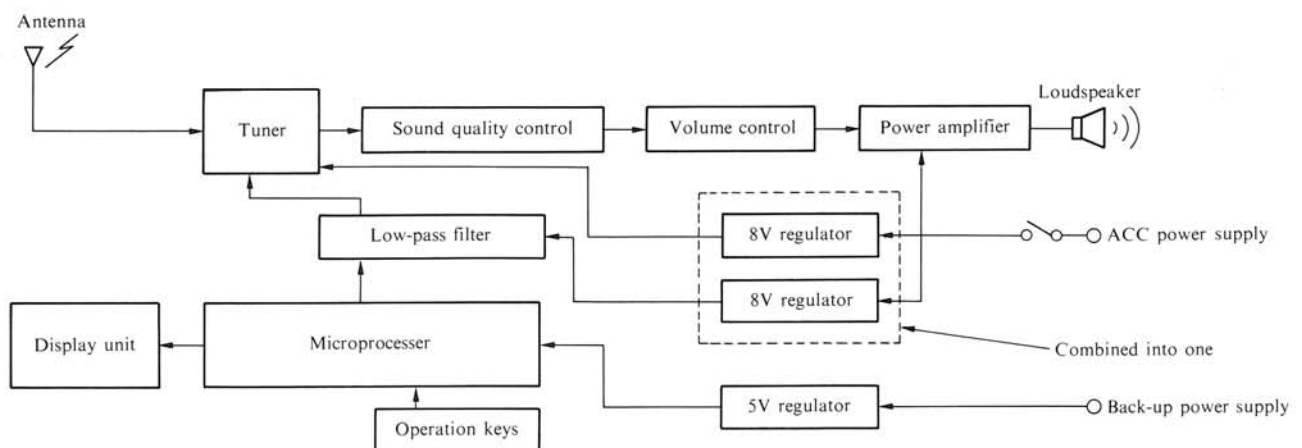 Antenna
Loudspeaker
Tuner
Sound quality control
Volume control
Power amplifier
Low-pass filter
8V regulator
ACC power supply
8V regulator
Display unit
Microprocesser
Combined into one
5V regulator
Back-up power supply
Operation keys